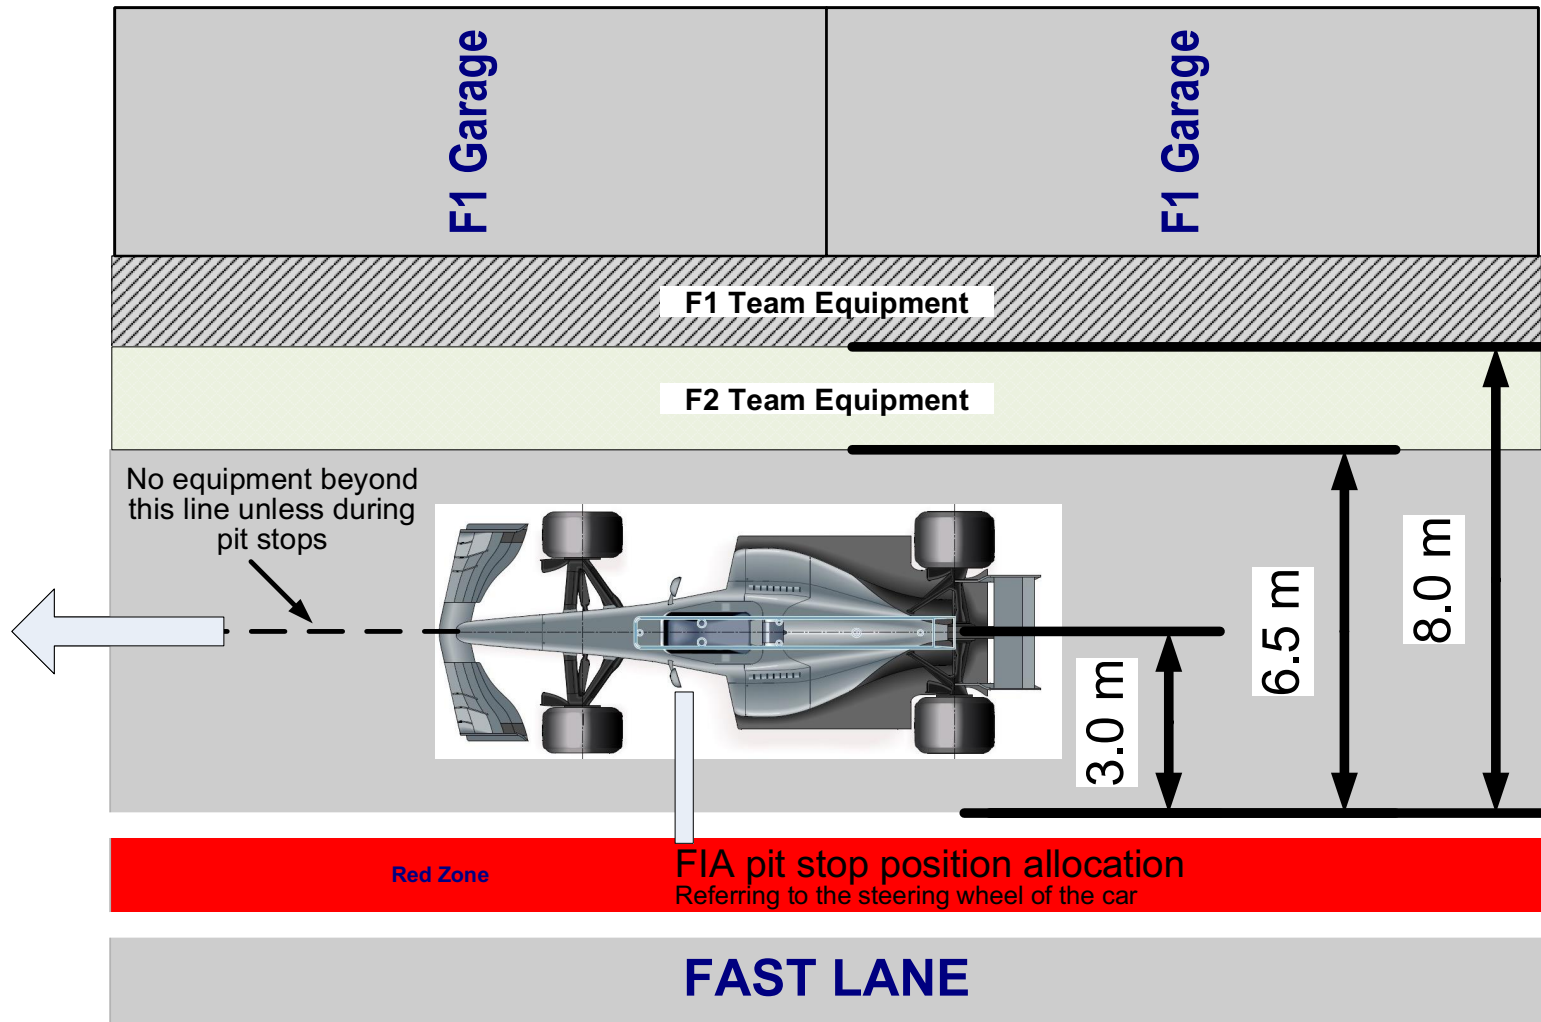 F1 Garage
F1 Garage
F1 Team Equipment
F2 Team Equipment
No equipment beyond
this line unless during
pit stops
3.0 m
6.5 m
8.0 m
Red Zone
FIA pit stop position allocation
Referring to the steering wheel of the car
FAST LANE